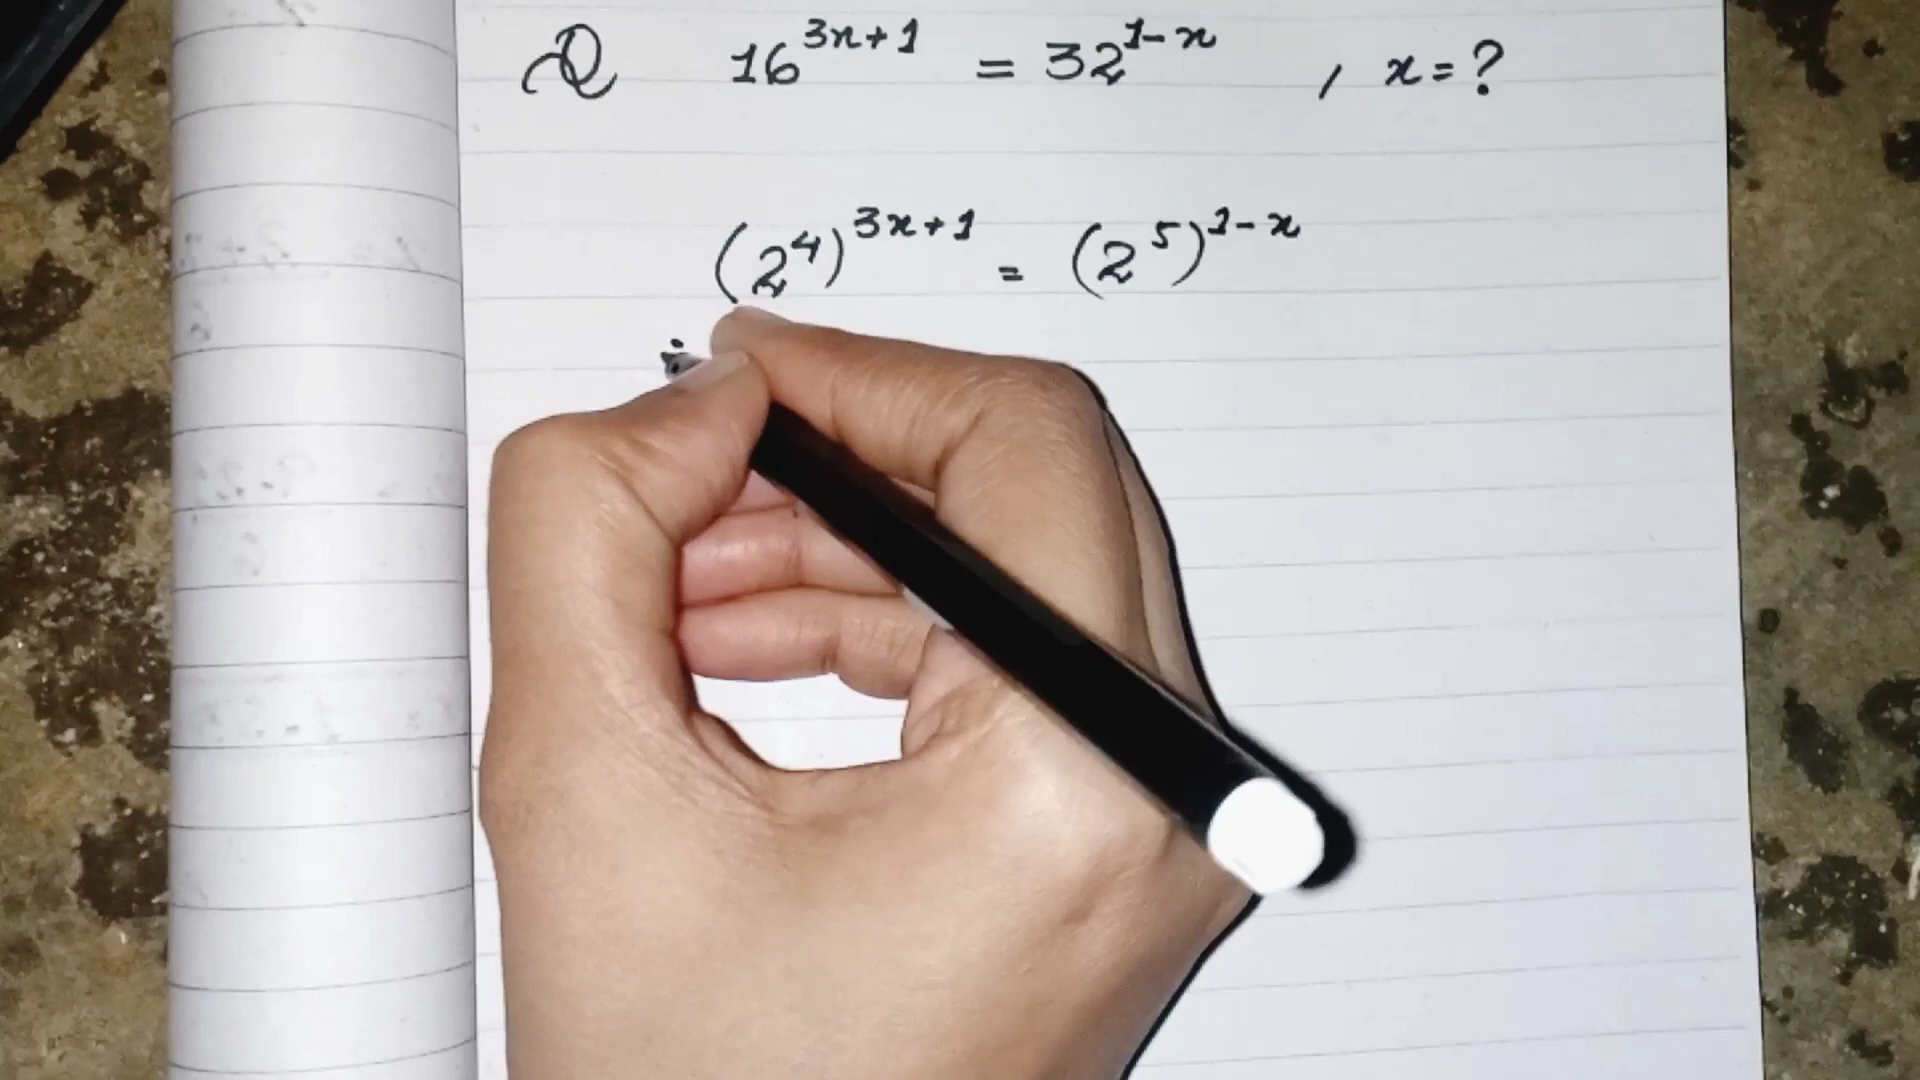 Q 16^{3x+1} = 32^{1-x} , x = ?
(2^4)^{3x+1} = (2^5)^{1-x}